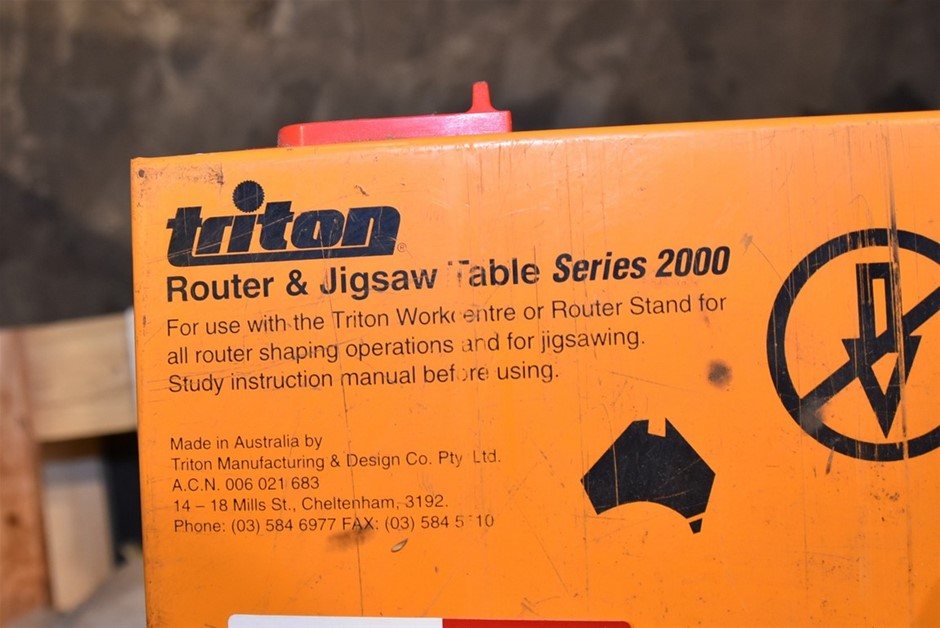 triton®
Router & Jigsaw Table Series 2000
For use with the Triton Workcentre or Router Stand for
all router shaping operations and for jigsawing.
Study instruction manual before using.
Made in Australia by
Triton Manufacturing & Design Co. Pty Ltd.
A.C.N. 006 021 683
14 – 18 Mills St., Cheltenham, 3192.
Phone: (03) 584 6977 FAX: (03) 584